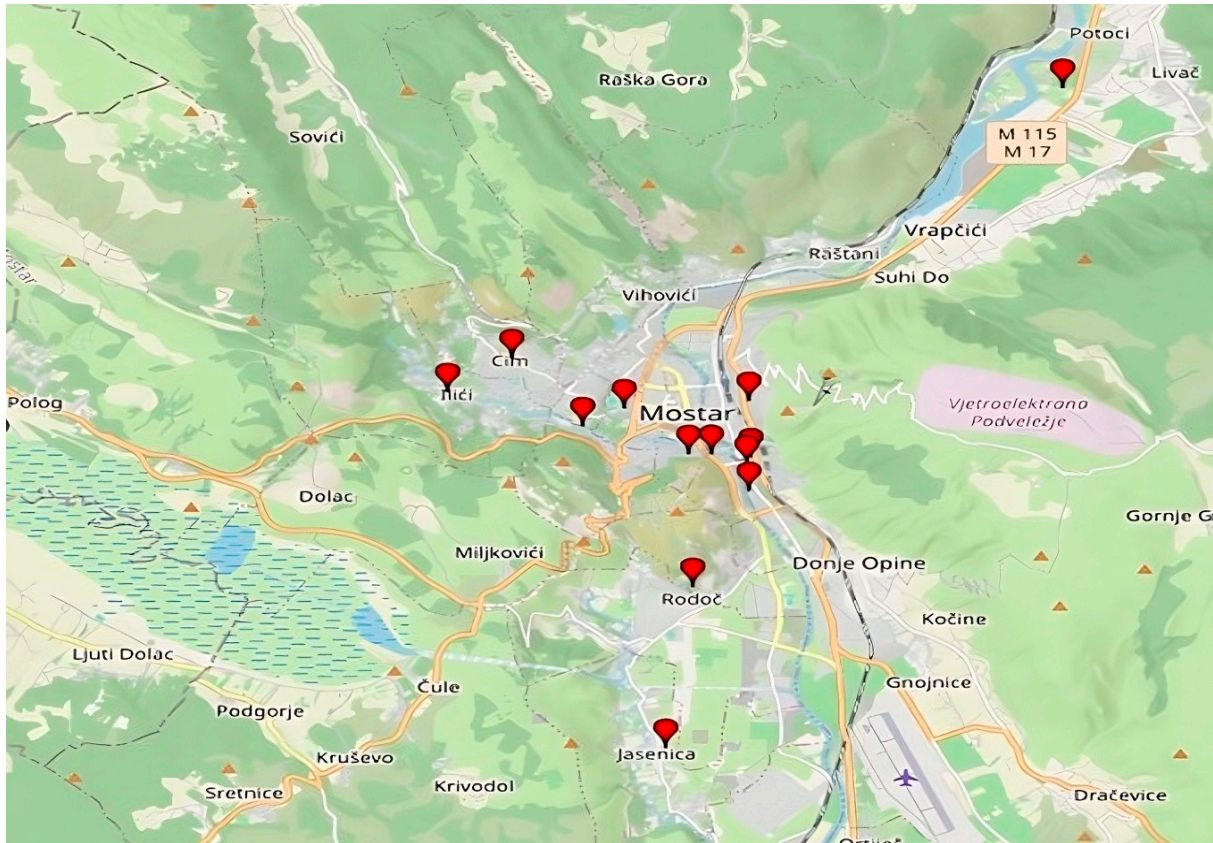 Potoci
Livač
Raška Gora
M 115
M 17
Sovići
Vrapčići
Raštani
Suhi Do
Vihovići
Cim
Ilići
Polog
Mostar
Vjetroelektrana
Podveležje
Dolac
Gornje G
Miljkovići
Donje Opine
Rodoč
Kočine
Ljuti Dolac
Čule
Gnojnice
Podgorje
Jasenica
Kruševo
Krivodol
Sretnice
Dračevice